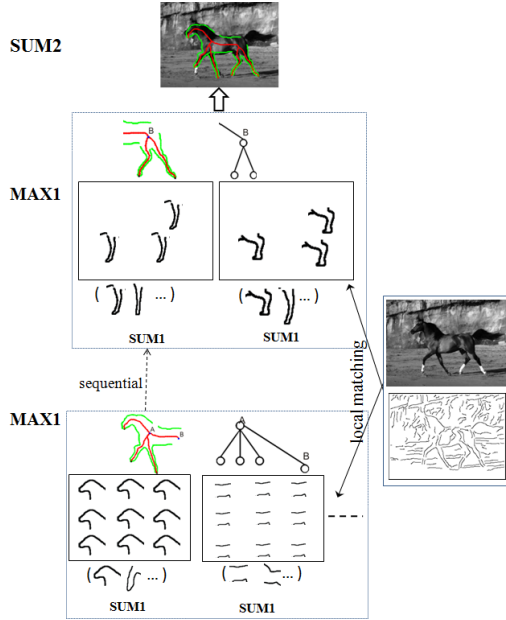 SUM2
B
B
MAX1
( ... )
( ... )
SUM1
SUM1
sequential
local matching
MAX1
A
B
A
B
( ... )
( ... )
SUM1
SUM1